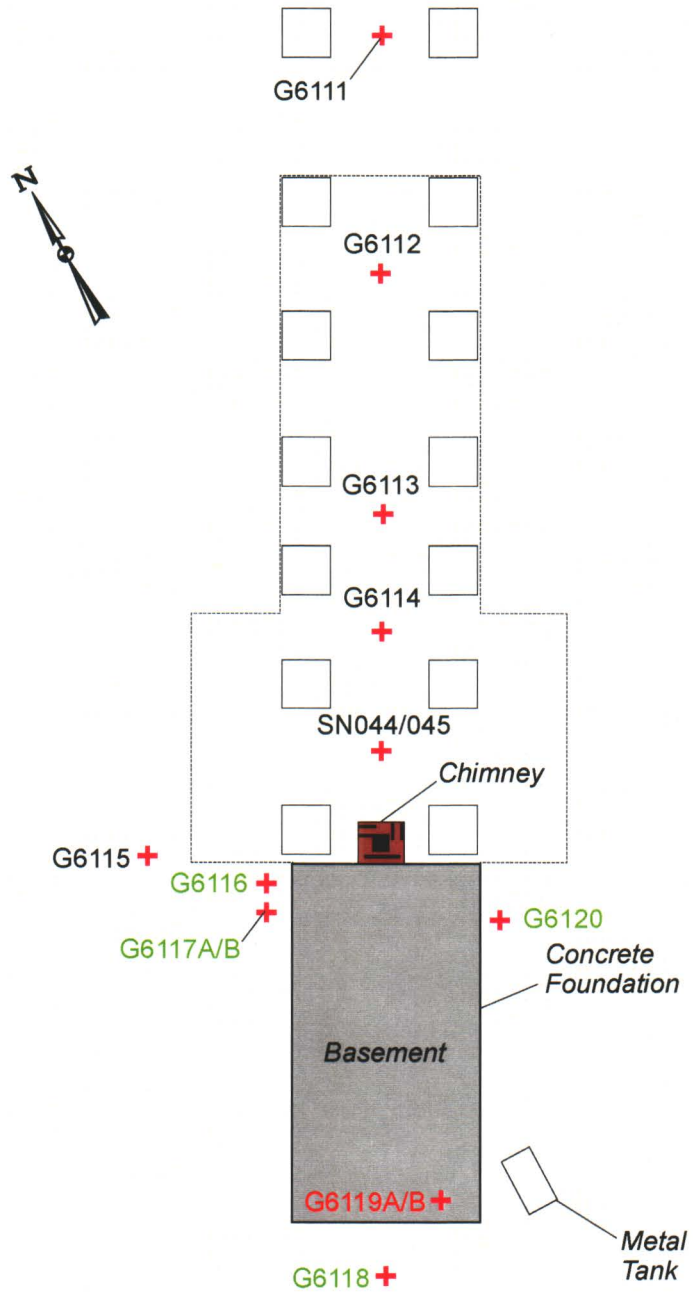 G6111
N
G6112
G6113
G6114
SN044/045
Chimney
G6115
G6116
G6117A/B
G6120
Concrete
Foundation
Basement
G6119A/B
Metal
Tank
G6118